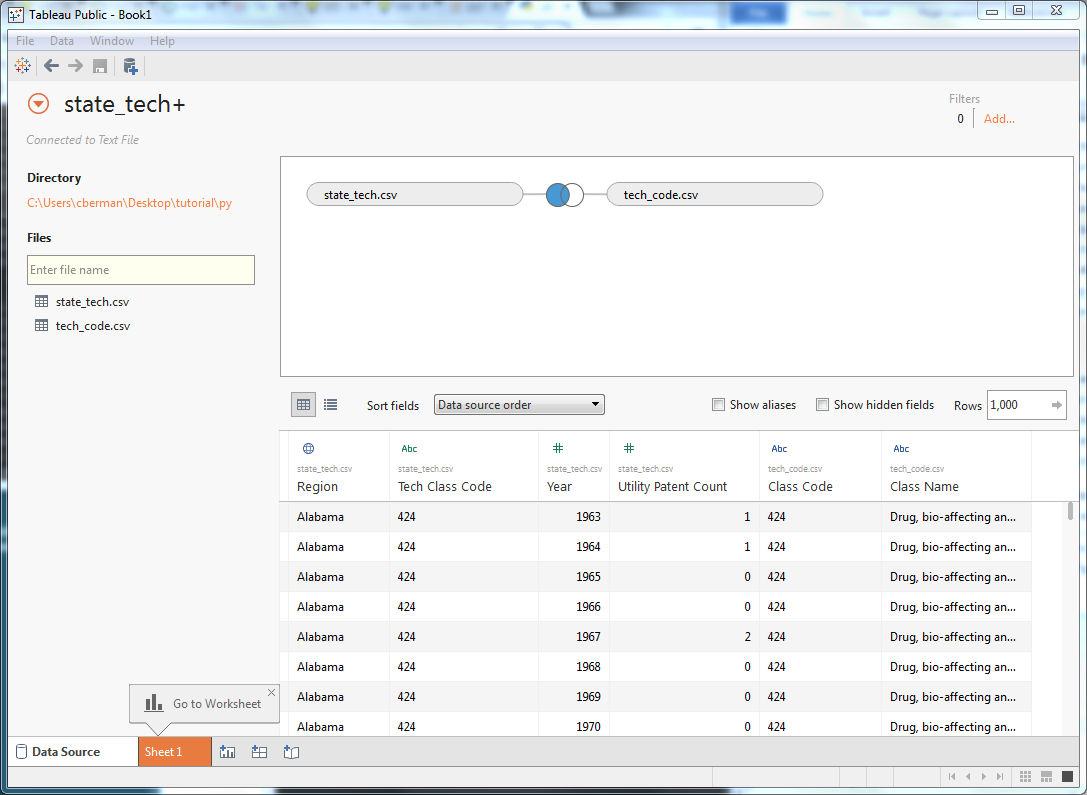 Tableau Public - Book1
File Data Window Help
state_tech+
Connected to Text File
Filters
0 Add...
Directory
C:\Users\cberman\Desktop\tutorial\py
Files
Enter file name
state_tech.csv
tech_code.csv
state_tech.csv tech_code.csv
Sort fields Data source order Show aliases Show hidden fields Rows 1,000
Abc Abc Abc
state_tech.csv state_tech.csv state_tech.csv state_tech.csv tech_code.csv tech_code.csv
Region Tech Class Code Year Utility Patent Count Class Code Class Name
Alabama 424 1963 1 424 Drug, bio-affecting an...
Alabama 424 1964 1 424 Drug, bio-affecting an...
Alabama 424 1965 0 424 Drug, bio-affecting an...
Alabama 424 1966 0 424 Drug, bio-affecting an...
Alabama 424 1967 2 424 Drug, bio-affecting an...
Alabama 424 1968 0 424 Drug, bio-affecting an...
Alabama 424 1969 0 424 Drug, bio-affecting an...
Alabama 424 1970 0 424 Drug, bio-affecting an...
Go to Worksheet
Data Source Sheet 1